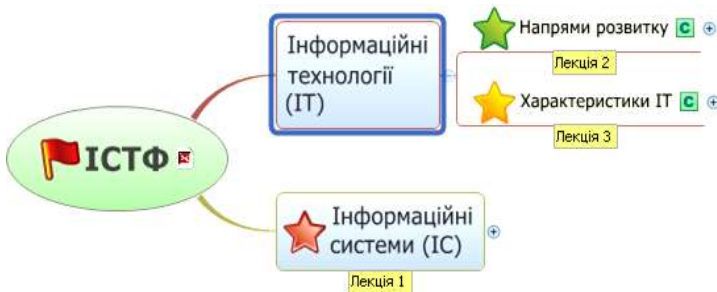 Інформаційні
технології
(ІТ)
Напрями розвитку C
Лекція 2
Характеристики ІТ C
Лекція 3
ІСТФ
Інформаційні
системи (ІС)
Лекція 1